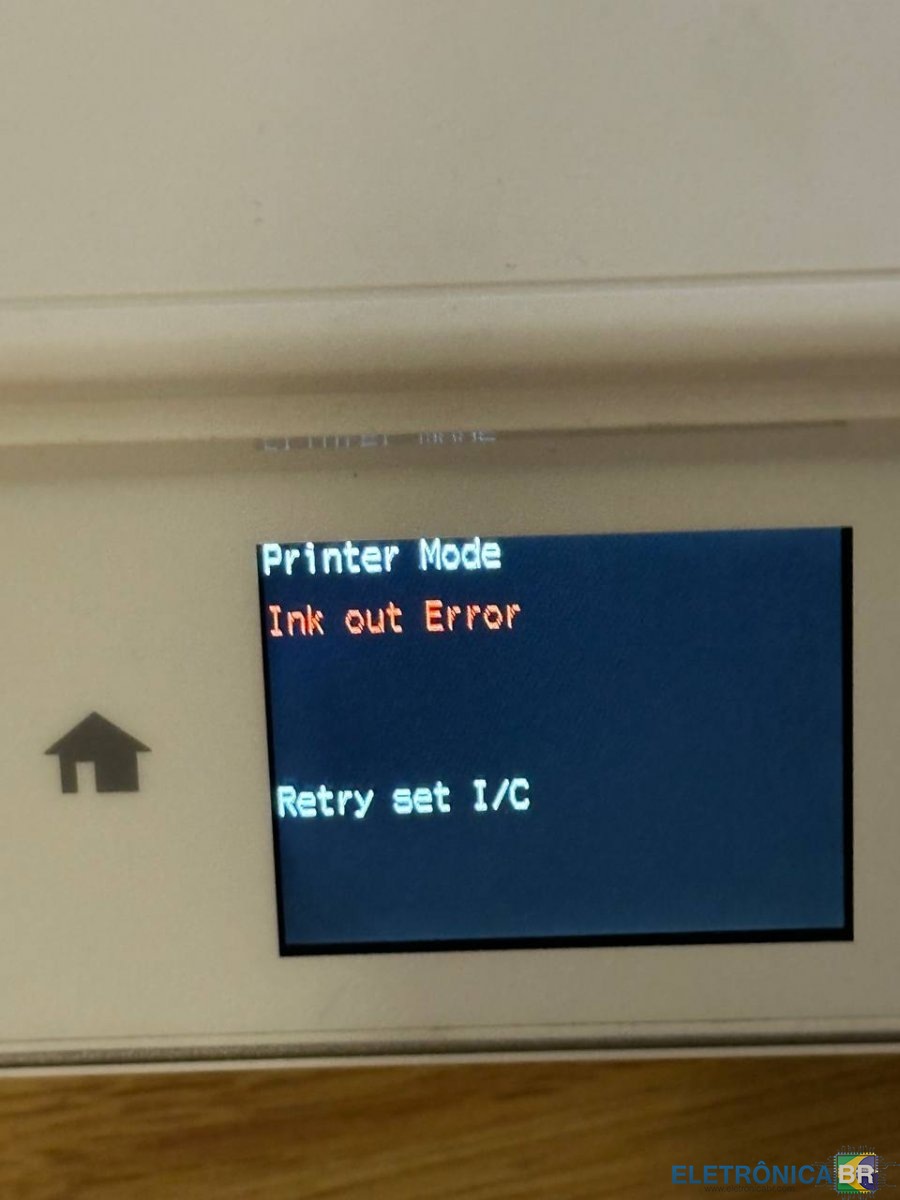 Printer Mode
Ink out Error
Retry set I/C
ELETRÔNICA BR